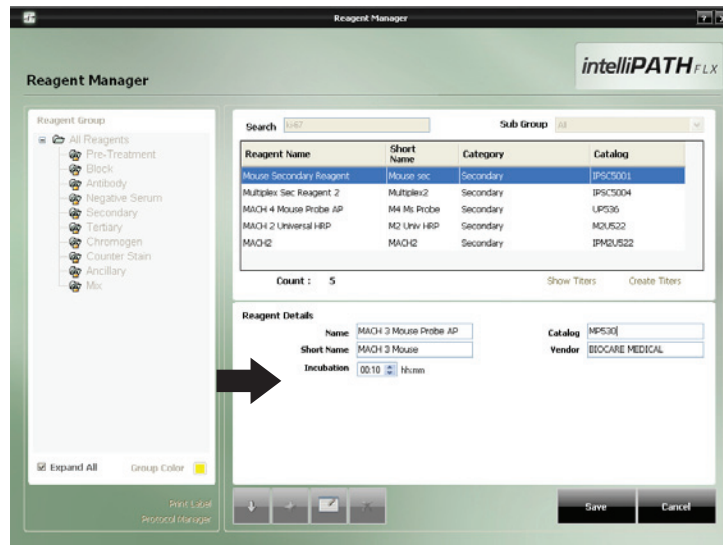 Reagent Manager
intelliPATH FLX
Reagent Manager
Reagent Group
All Reagents
Pre-Treatment
Block
Antibody
Negative Serum
Secondary
Tertiary
Chromogen
Counter Stain
Ancillary
Mix
Expand All Group Color
Print Label
Protocol Manager
Search ki-67 Sub Group All
Reagent Name Short Name Category Catalog
Mouse Secondary Reagent Mouse sec Secondary IPSC5001
Multiplex Sec Reagent 2 Multiplex2 Secondary IPSC5004
MACH 4 Mouse Probe AP M4 Ms Probe Secondary UP536
MACH 2 Universal HRP M2 Univ HRP Secondary M2U522
MACH2 MACH2 Secondary IPM2U522
Count : 5 Show Titers Create Titers
Reagent Details
Name MACH 3 Mouse Probe AP Catalog MP530
Short Name MACH 3 Mouse Vendor BIOCARE MEDICAL
Incubation 00:10 hh:mm
Save Cancel